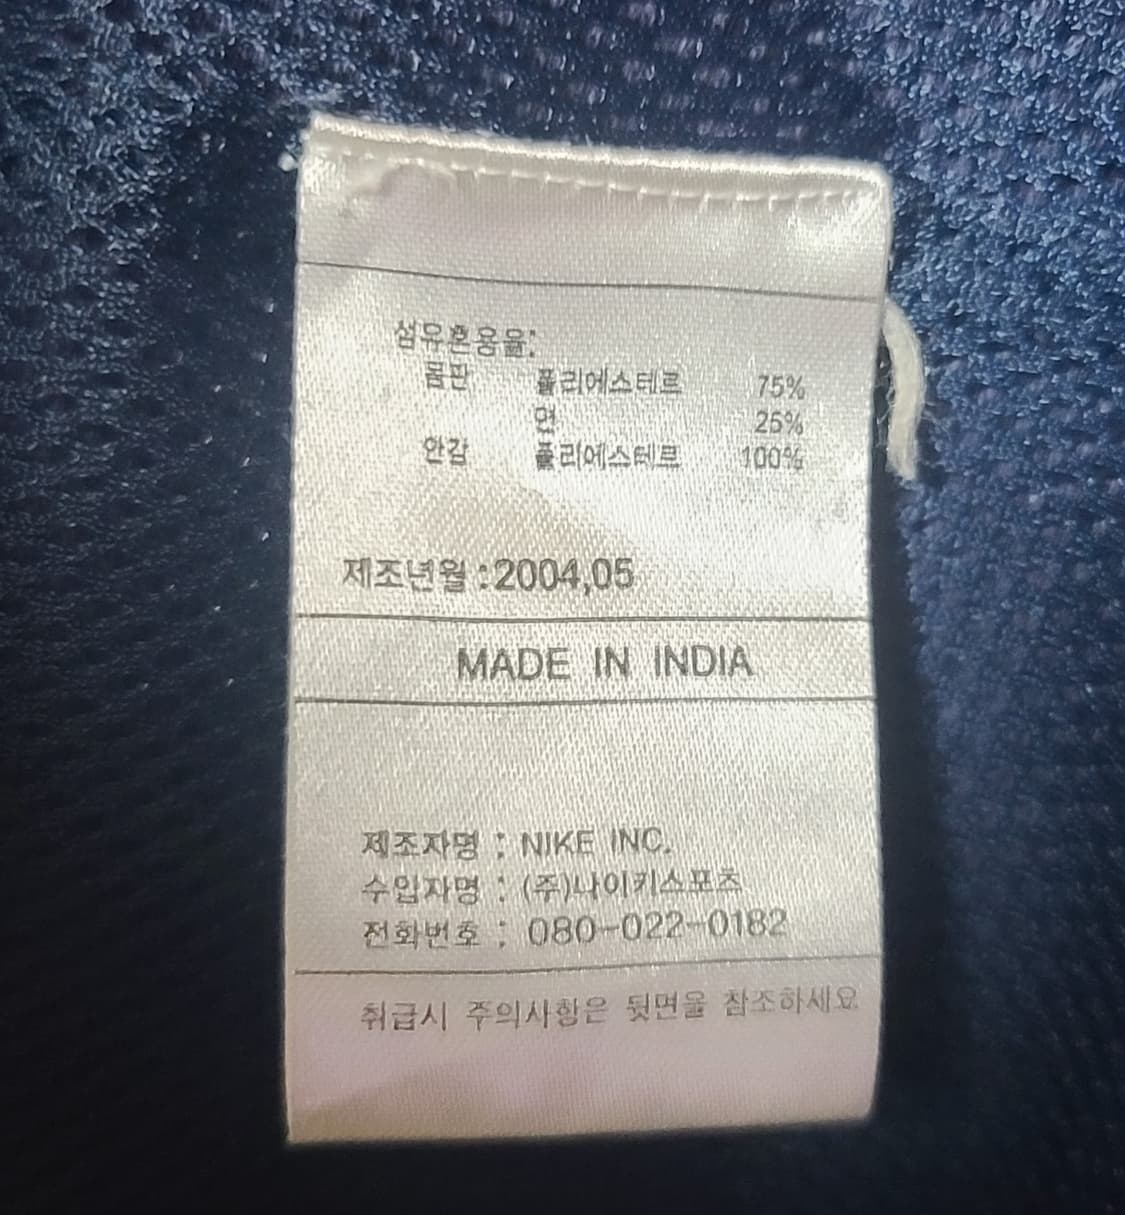 섬유혼용율:
몸판 폴리에스테르 75%
면 25%
안감 폴리에스테르 100%
제조년월:2004,05
MADE IN INDIA
제조자명 : NIKE INC.
수입자명 : (주)나이키스포츠
전화번호 : 080-022-0182
취급시 주의사항은 뒷면을 참조하세요